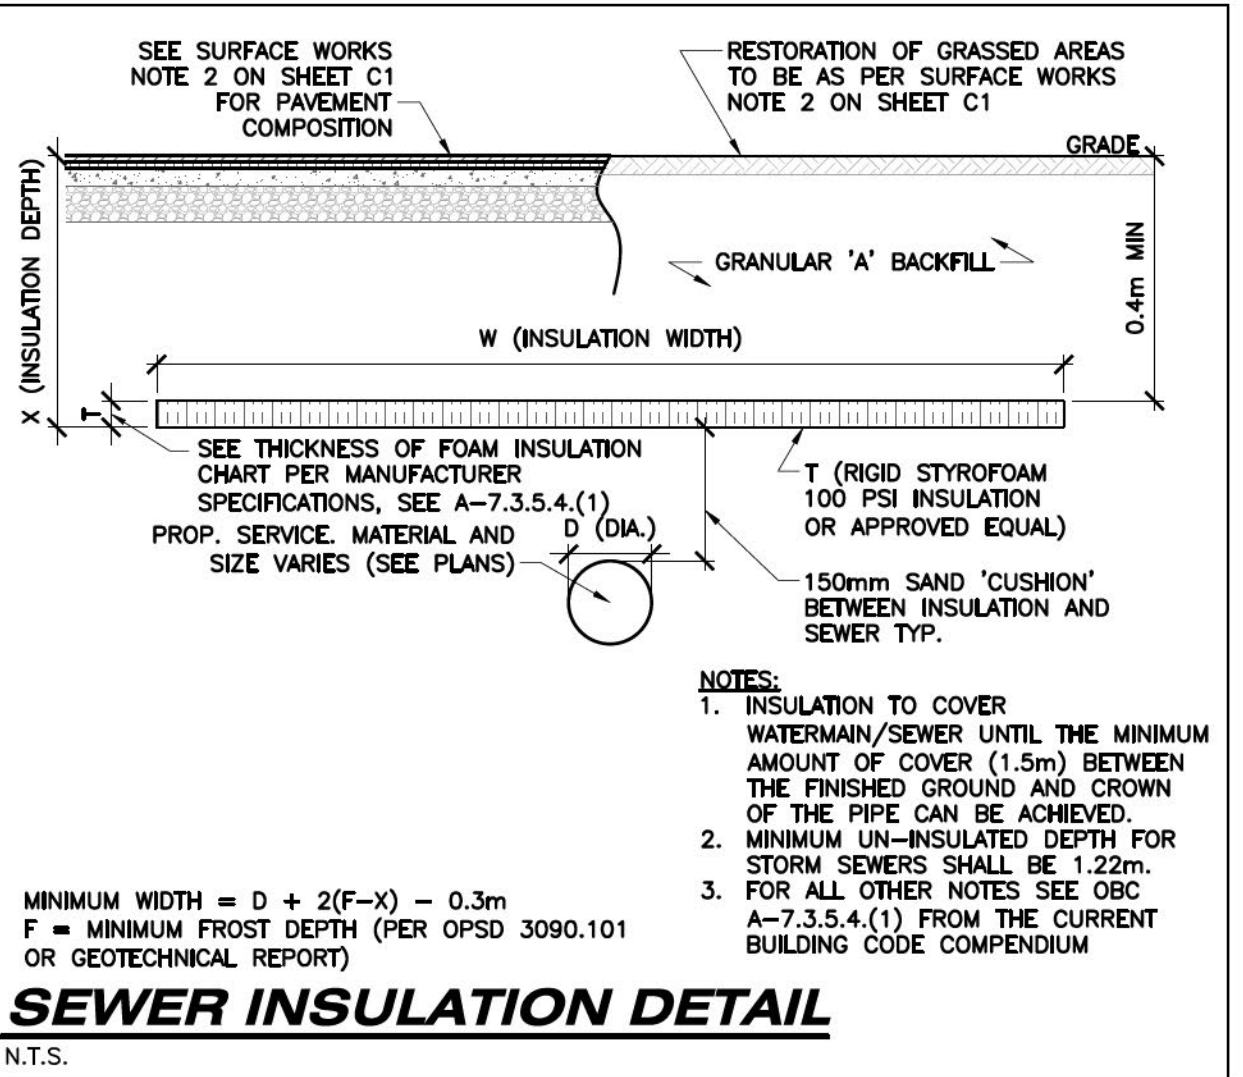 SEE SURFACE WORKS
NOTE 2 ON SHEET C1
FOR PAVEMENT
COMPOSITION
RESTORATION OF GRASSED AREAS
TO BE AS PER SURFACE WORKS
NOTE 2 ON SHEET C1
GRADE
X (INSULATION DEPTH)
GRANULAR 'A' BACKFILL
0.4m MIN
W (INSULATION WIDTH)
T
SEE THICKNESS OF FOAM INSULATION
CHART PER MANUFACTURER
SPECIFICATIONS, SEE A-7.3.5.4.(1)
T (RIGID STYROFOAM
100 PSI INSULATION
OR APPROVED EQUAL)
PROP. SERVICE. MATERIAL AND
SIZE VARIES (SEE PLANS)
D (DIA.)
150mm SAND 'CUSHION'
BETWEEN INSULATION AND
SEWER TYP.
NOTES:
1. INSULATION TO COVER
WATERMAIN/SEWER UNTIL THE MINIMUM
AMOUNT OF COVER (1.5m) BETWEEN
THE FINISHED GROUND AND CROWN
OF THE PIPE CAN BE ACHIEVED.
2. MINIMUM UN-INSULATED DEPTH FOR
STORM SEWERS SHALL BE 1.22m.
3. FOR ALL OTHER NOTES SEE OBC
A-7.3.5.4.(1) FROM THE CURRENT
BUILDING CODE COMPENDIUM
MINIMUM WIDTH = D + 2(F-X) - 0.3m
F = MINIMUM FROST DEPTH (PER OPSD 3090.101
OR GEOTECHNICAL REPORT)
SEWER INSULATION DETAIL
N.T.S.